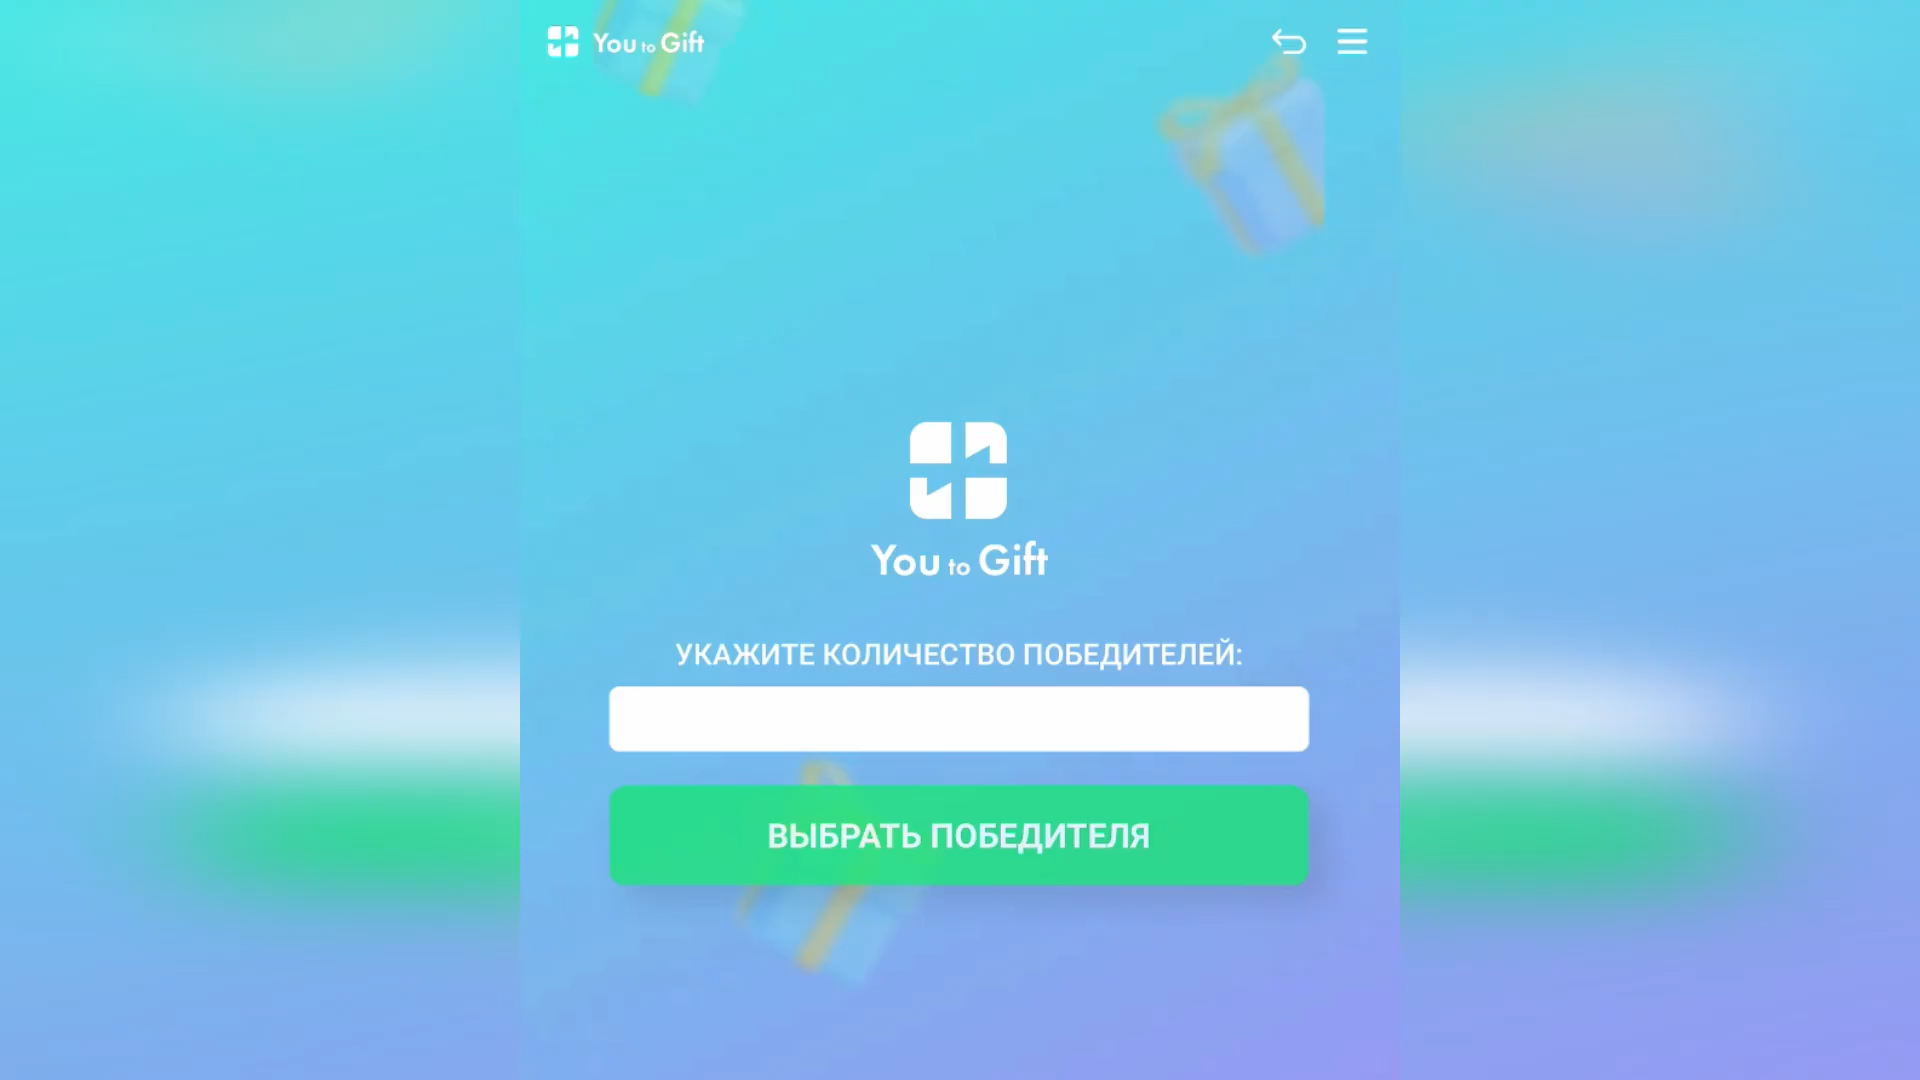 You to Gift
You to Gift
УКАЖИТЕ КОЛИЧЕСТВО ПОБЕДИТЕЛЕЙ:
ВЫБРАТЬ ПОБЕДИТЕЛЯ